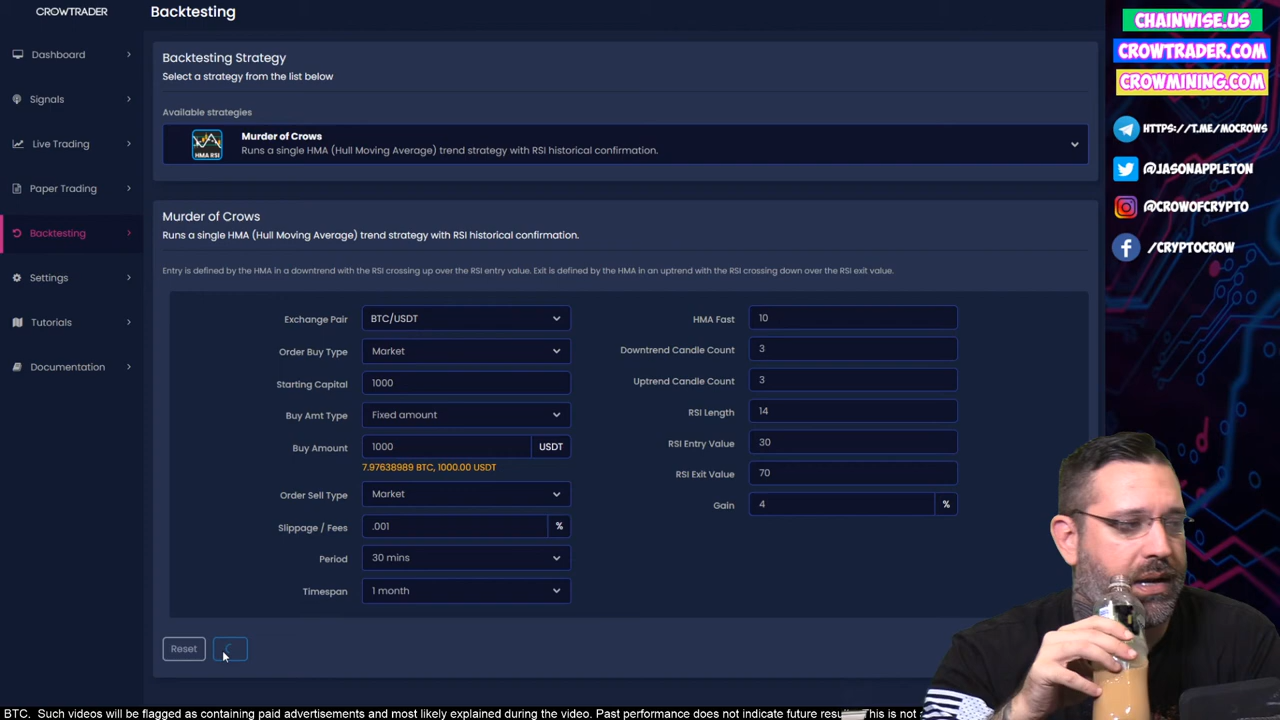 CROWTRADER
Dashboard
Signals
Live Trading
Paper Trading
Backtesting
Settings
Tutorials
Documentation
Backtesting
Backtesting Strategy
Select a strategy from the list below
Available strategies
HMA RSI
Murder of Crows
Runs a single HMA (Hull Moving Average) trend strategy with RSI historical confirmation.
Murder of Crows
Runs a single HMA (Hull Moving Average) trend strategy with RSI historical confirmation.
Entry is defined by the HMA in a downtrend with the RSI crossing up over the RSI entry value. Exit is defined by the HMA in an uptrend with the RSI crossing down over the RSI exit value.
Exchange Pair BTC/USDT
Order Buy Type Market
Starting Capital 1000
Buy Amt Type Fixed amount
Buy Amount 1000 USDT
7.97638989 BTC, 1000.00 USDT
Order Sell Type Market
Slippage / Fees .001 %
Period 30 mins
Timespan 1 month
HMA Fast 10
Downtrend Candle Count 3
Uptrend Candle Count 3
RSI Length 14
RSI Entry Value 30
RSI Exit Value 70
Gain 4 %
Reset
CHAINWISE.US
CROWTRADER.COM
CROWMINING.COM
HTTPS://T.ME/MOCROWS
@JASONAPPLETON
@CROWOFCRYPTO
/CRYPTOCROW
BTC. Such videos will be flagged as containing paid advertisements and most likely explained during the video. Past performance does not indicate future This is not